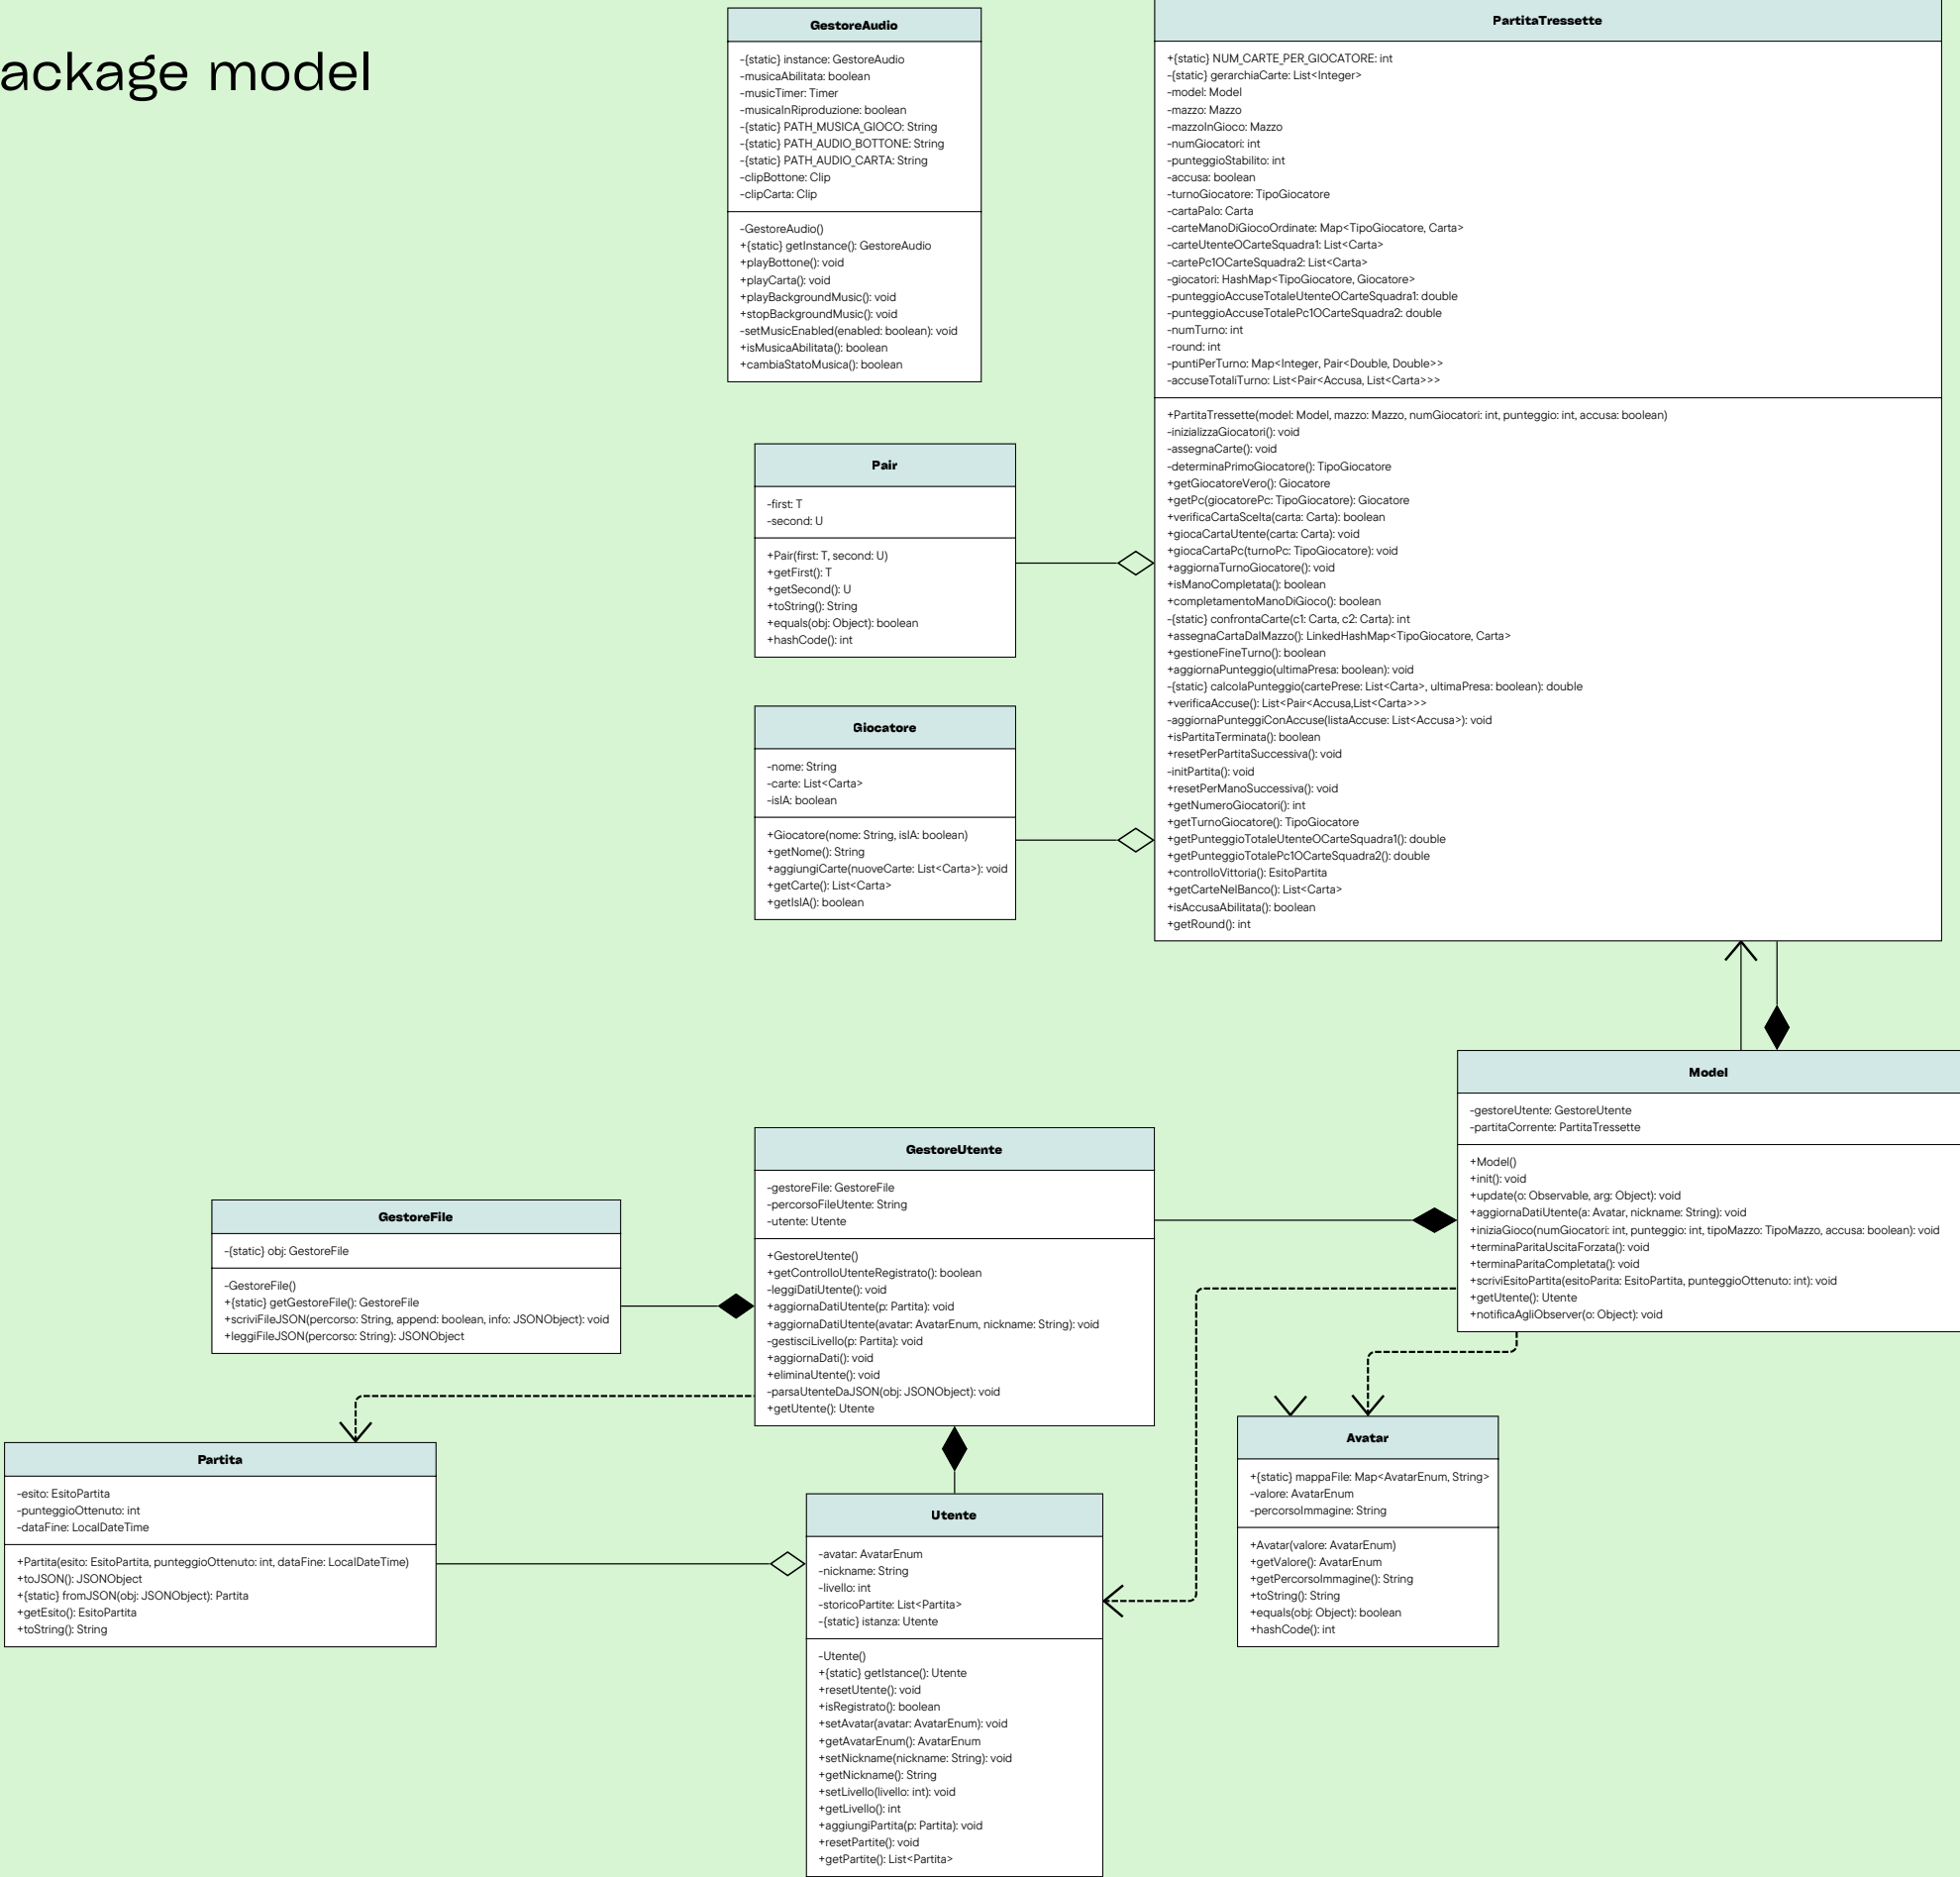 ackage model
GestoreAudio
-{static} instance: GestoreAudio
-musicaAbilitata: boolean
-musicTimer: Timer
-musicaInRiproduzione: boolean
-{static} PATH_MUSICA_GIOCO: String
-{static} PATH_AUDIO_BOTTONE: String
-{static} PATH_AUDIO_CARTA: String
-clipBottone: Clip
-clipCarta: Clip
-GestoreAudio()
+{static} getInstance(): GestoreAudio
+playBottone(): void
+playCarta(): void
+playBackgroundMusic(): void
+stopBackgroundMusic(): void
-setMusicEnabled(enabled: boolean): void
+isMusicaAbilitata(): boolean
+cambiaStatoMusica(): boolean
PartitaTressette
+{static} NUM_CARTE_PER_GIOCATORE: int
-{static} gerarchiaCarte: List<Integer>
-model: Model
-mazzo: Mazzo
-mazzoInGioco: Mazzo
-numGiocatori: int
-punteggioStabilito: int
-accusa: boolean
-turnoGiocatore: TipoGiocatore
-cartaPalo: Carta
-carteManoDiGiocoOrdinate: Map<TipoGiocatore, Carta>
-carteUtenteOCarteSquadra1: List<Carta>
-cartePc1OCarteSquadra2: List<Carta>
-giocatori: HashMap<TipoGiocatore, Giocatore>
-punteggioAccuseTotaleUtenteOCarteSquadra1: double
-punteggioAccuseTotalePc1OCarteSquadra2: double
-numTurno: int
-round: int
-puntiPerTurno: Map<Integer, Pair<Double, Double>>
-accuseTotaliTurno: List<Pair<Accusa, List<Carta>>>
+PartitaTressette(model: Model, mazzo: Mazzo, numGiocatori: int, punteggio: int, accusa: boolean)
-inizializzaGiocatori(): void
-assegnaCarte(): void
-determinaPrimoGiocatore(): TipoGiocatore
+getGiocatoreVero(): Giocatore
+getPc(giocatorePc: TipoGiocatore): Giocatore
+verificaCartaScelta(carta: Carta): boolean
+giocaCartaUtente(carta: Carta): void
+giocaCartaPc(turnoPc: TipoGiocatore): void
+aggiornaTurnoGiocatore(): void
+isManoCompletata(): boolean
+completamentoManoDiGioco(): boolean
-{static} confrontaCarte(c1: Carta, c2: Carta): int
+assegnaCartaDalMazzo(): LinkedHashMap<TipoGiocatore, Carta>
+gestioneFineTurno(): boolean
+aggiornaPunteggio(ultimaPresa: boolean): void
-{static} calcolaPunteggio(cartePrese: List<Carta>, ultimaPresa: boolean): double
+verificaAccuse(): List<Pair<Accusa,List<Carta>>>
-aggiornaPunteggiConAccuse(listaAccuse: List<Accusa>): void
+isPartitaTerminata(): boolean
+resetPerPartitaSuccessiva(): void
-initPartita(): void
+resetPerManoSuccessiva(): void
+getNumeroGiocatori(): int
+getTurnoGiocatore(): TipoGiocatore
+getPunteggioTotaleUtenteOCarteSquadra1(): double
+getPunteggioTotalePc1OCarteSquadra2(): double
+controlloVittoria(): EsitoPartita
+getCarteNelBanco(): List<Carta>
+isAccusaAbilitata(): boolean
+getRound(): int
Pair
-first: T
-second: U
+Pair(first: T, second: U)
+getFirst(): T
+getSecond(): U
+toString(): String
+equals(obj: Object): boolean
+hashCode(): int
Giocatore
-nome: String
-carte: List<Carta>
-isIA: boolean
+Giocatore(nome: String, isIA: boolean)
+getNome(): String
+aggiungiCarte(nuoveCarte: List<Carta>): void
+getCarte(): List<Carta>
+getIsIA(): boolean
Model
-gestoreUtente: GestoreUtente
-partitaCorrente: PartitaTressette
+Model()
+init(): void
+update(o: Observable, arg: Object): void
+aggiornaDatiUtente(a: Avatar, nickname: String): void
+iniziaGioco(numGiocatori: int, punteggio: int, tipoMazzo: TipoMazzo, accusa: boolean): void
+terminaParitaUscitaForzata(): void
+terminaParitaCompletata(): void
+scriviEsitoPartita(esitoParita: EsitoPartita, punteggioOttenuto: int): void
+getUtente(): Utente
+notificaAgliObserver(o: Object): void
GestoreUtente
-gestoreFile: GestoreFile
-percorsoFileUtente: String
-utente: Utente
+GestoreUtente()
+getControlloUtenteRegistrato(): boolean
-leggiDatiUtente(): void
+aggiornaDatiUtente(p: Partita): void
+aggiornaDatiUtente(avatar: AvatarEnum, nickname: String): void
-gestisciLivello(p: Partita): void
+aggiornaDati(): void
+eliminaUtente(): void
-parsaUtenteDaJSON(obj: JSONObject): void
+getUtente(): Utente
GestoreFile
-{static} obj: GestoreFile
-GestoreFile()
+{static} getGestoreFile(): GestoreFile
+scriviFileJSON(percorso: String, append: boolean, info: JSONObject): void
+leggiFileJSON(percorso: String): JSONObject
Partita
-esito: EsitoPartita
-punteggioOttenuto: int
-dataFine: LocalDateTime
+Partita(esito: EsitoPartita, punteggioOttenuto: int, dataFine: LocalDateTime)
+toJSON(): JSONObject
+{static} fromJSON(obj: JSONObject): Partita
+getEsito(): EsitoPartita
+toString(): String
Utente
-avatar: AvatarEnum
-nickname: String
-livello: int
-storicoPartite: List<Partita>
-{static} istanza: Utente
-Utente()
+{static} getIstance(): Utente
+resetUtente(): void
+isRegistrato(): boolean
+setAvatar(avatar: AvatarEnum): void
+getAvatarEnum(): AvatarEnum
+setNickname(nickname: String): void
+getNickname(): String
+setLivello(livello: int): void
+getLivello(): int
+aggiungiPartita(p: Partita): void
+resetPartite(): void
+getPartite(): List<Partita>
Avatar
+{static} mappaFile: Map<AvatarEnum, String>
-valore: AvatarEnum
-percorsoImmagine: String
+Avatar(valore: AvatarEnum)
+getValore(): AvatarEnum
+getPercorsoImmagine(): String
+toString(): String
+equals(obj: Object): boolean
+hashCode(): int